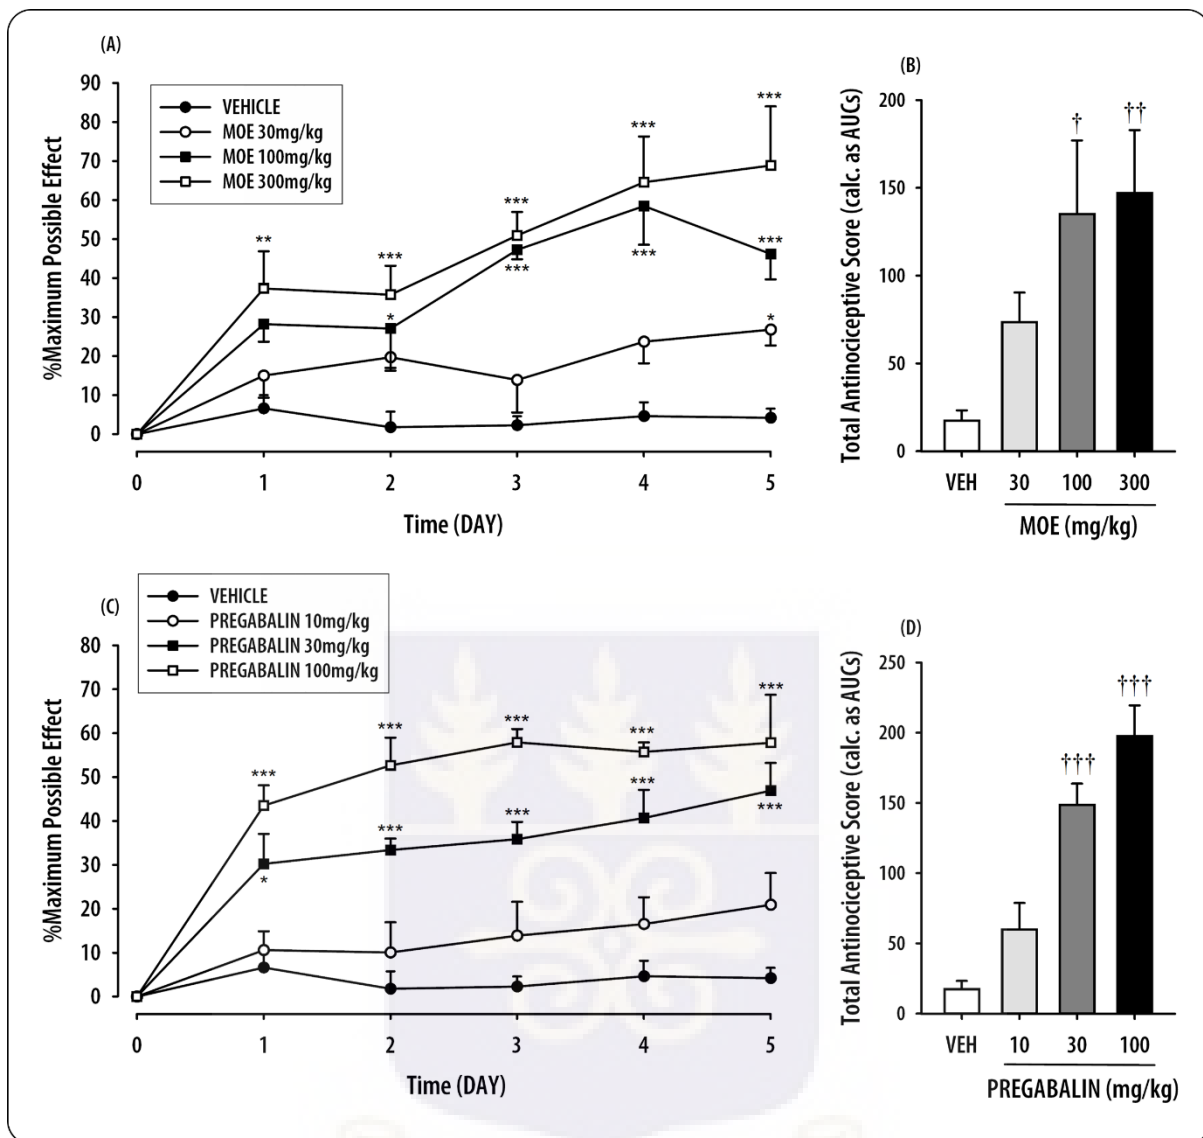 (A)
%Maximum Possible Effect
90
80
70
60
50
40
30
20
10
0
VEHICLE
MOE 30mg/kg
MOE 100mg/kg
MOE 300mg/kg
** *** *** *** ***
* *** *** ***
*
0 1 2 3 4 5
Time (DAY)
(B)
Total Antinociceptive Score (calc. as AUCs)
200
150
100
50
0
† ††
VEH 30 100 300
MOE (mg/kg)
(C)
%Maximum Possible Effect
80
70
60
50
40
30
20
10
0
VEHICLE
PREGABALIN 10mg/kg
PREGABALIN 30mg/kg
PREGABALIN 100mg/kg
*** *** *** *** ***
* *** *** *** ***
0 1 2 3 4 5
Time (DAY)
(D)
Total Antinociceptive Score (calc. as AUCs)
250
200
150
100
50
0
††† †††
VEH 10 30 100
PREGABALIN (mg/kg)